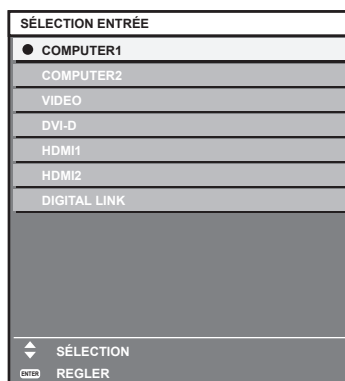 SÉLECTION ENTRÉE
COMPUTER1
COMPUTER2
VIDEO
DVI-D
HDMI1
HDMI2
DIGITAL LINK
SÉLECTION
ENTER REGLER